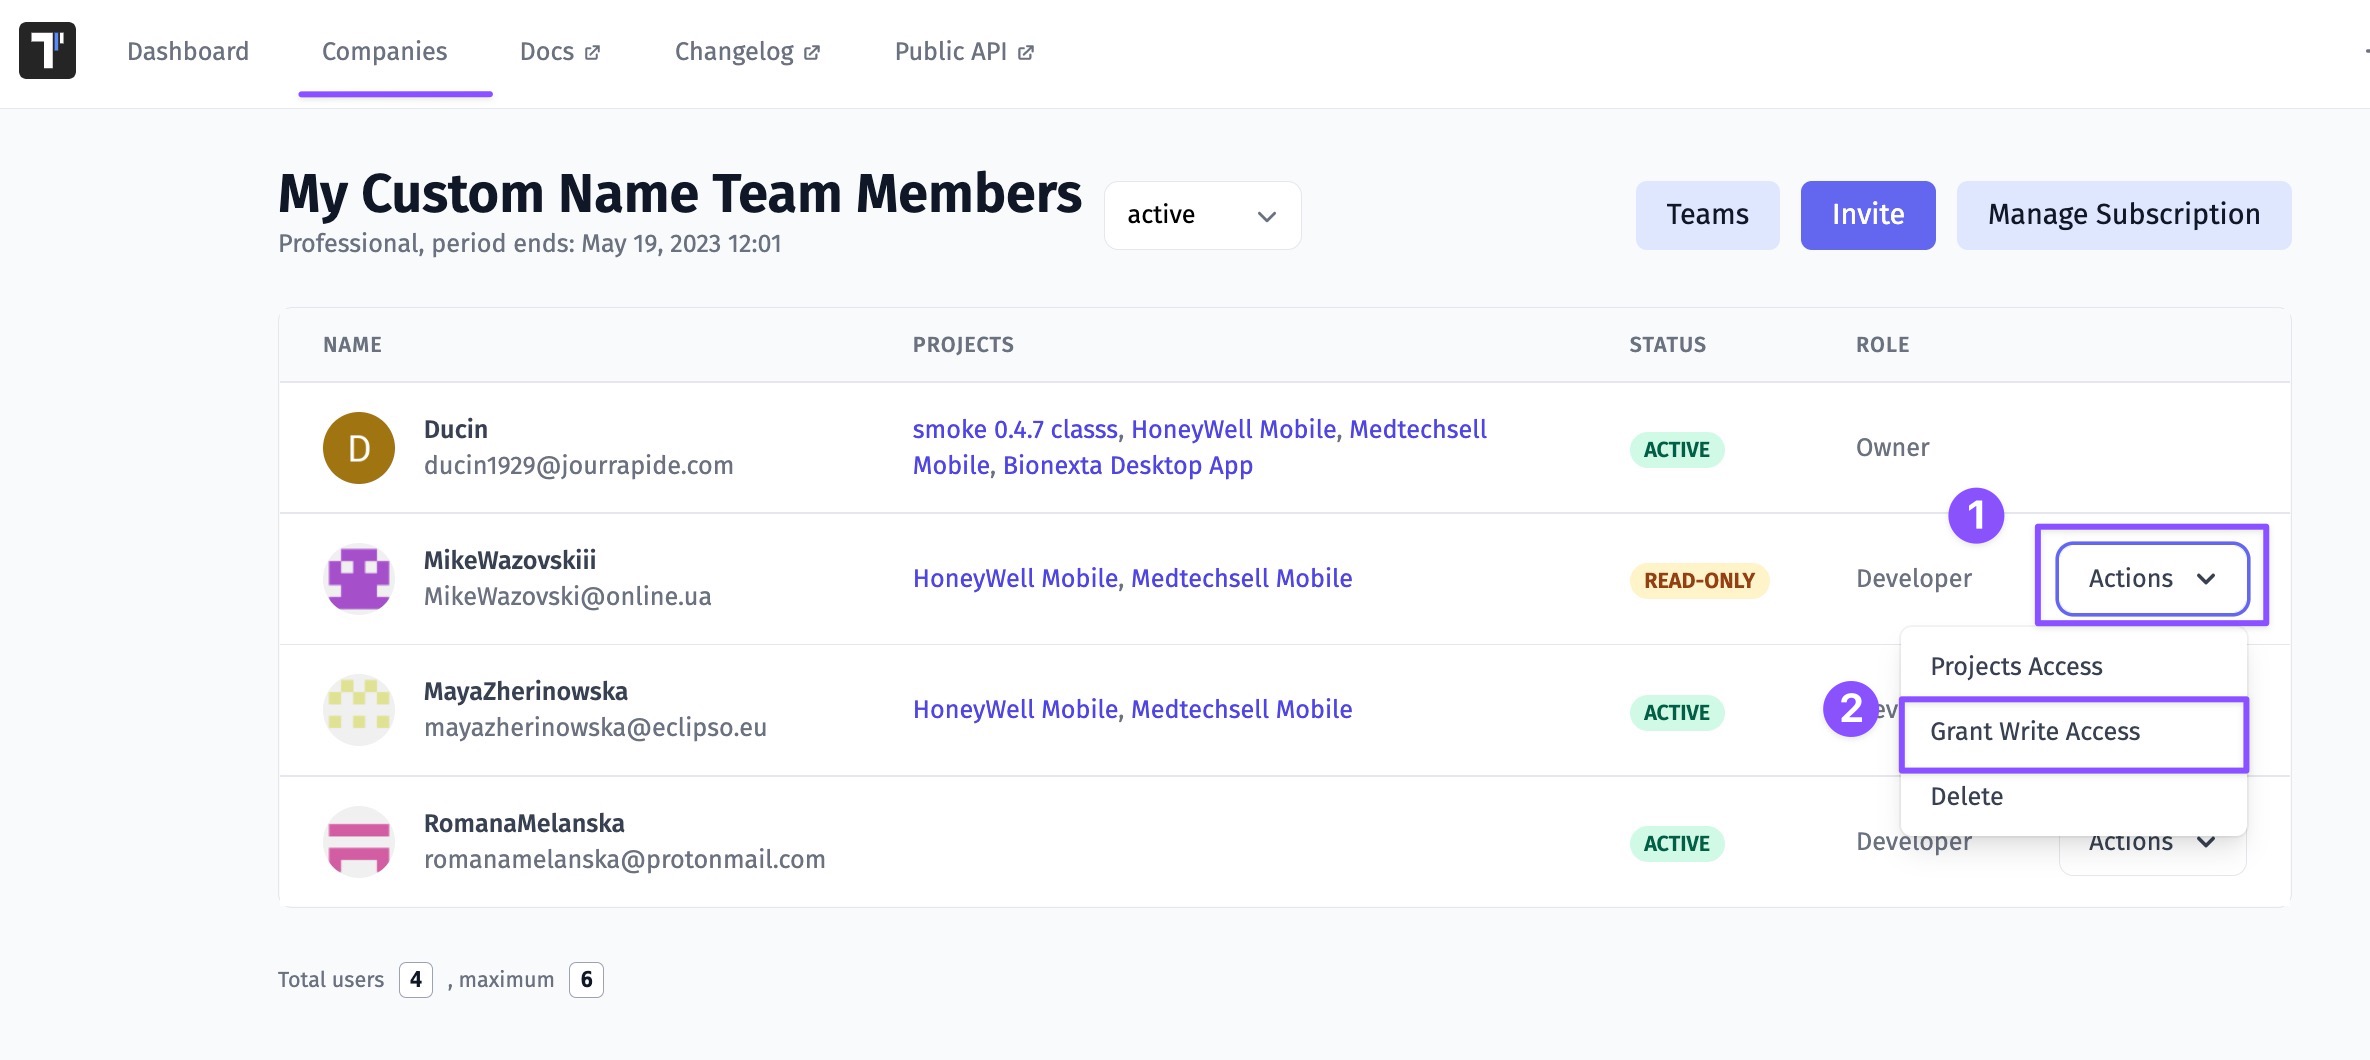 Dashboard Companies Docs Changelog Public API
My Custom Name Team Members
active
Teams
Invite
Manage Subscription
Professional, period ends: May 19, 2023 12:01
NAME PROJECTS STATUS ROLE
D
Ducin
ducin1929@jourrapide.com
smoke 0.4.7 classs, HoneyWell Mobile, Medtechsell
Mobile, Bionexta Desktop App
ACTIVE
Owner
1
MikeWazovskiii
MikeWazovski@online.ua
HoneyWell Mobile, Medtechsell Mobile
READ-ONLY
Developer
Actions
Projects Access
2
Grant Write Access
Delete
MayaZherinowska
mayazherinowska@eclipso.eu
HoneyWell Mobile, Medtechsell Mobile
ACTIVE
RomanaMelanska
romanamelanska@protonmail.com
ACTIVE
Developer
Actions
Total users 4 , maximum 6